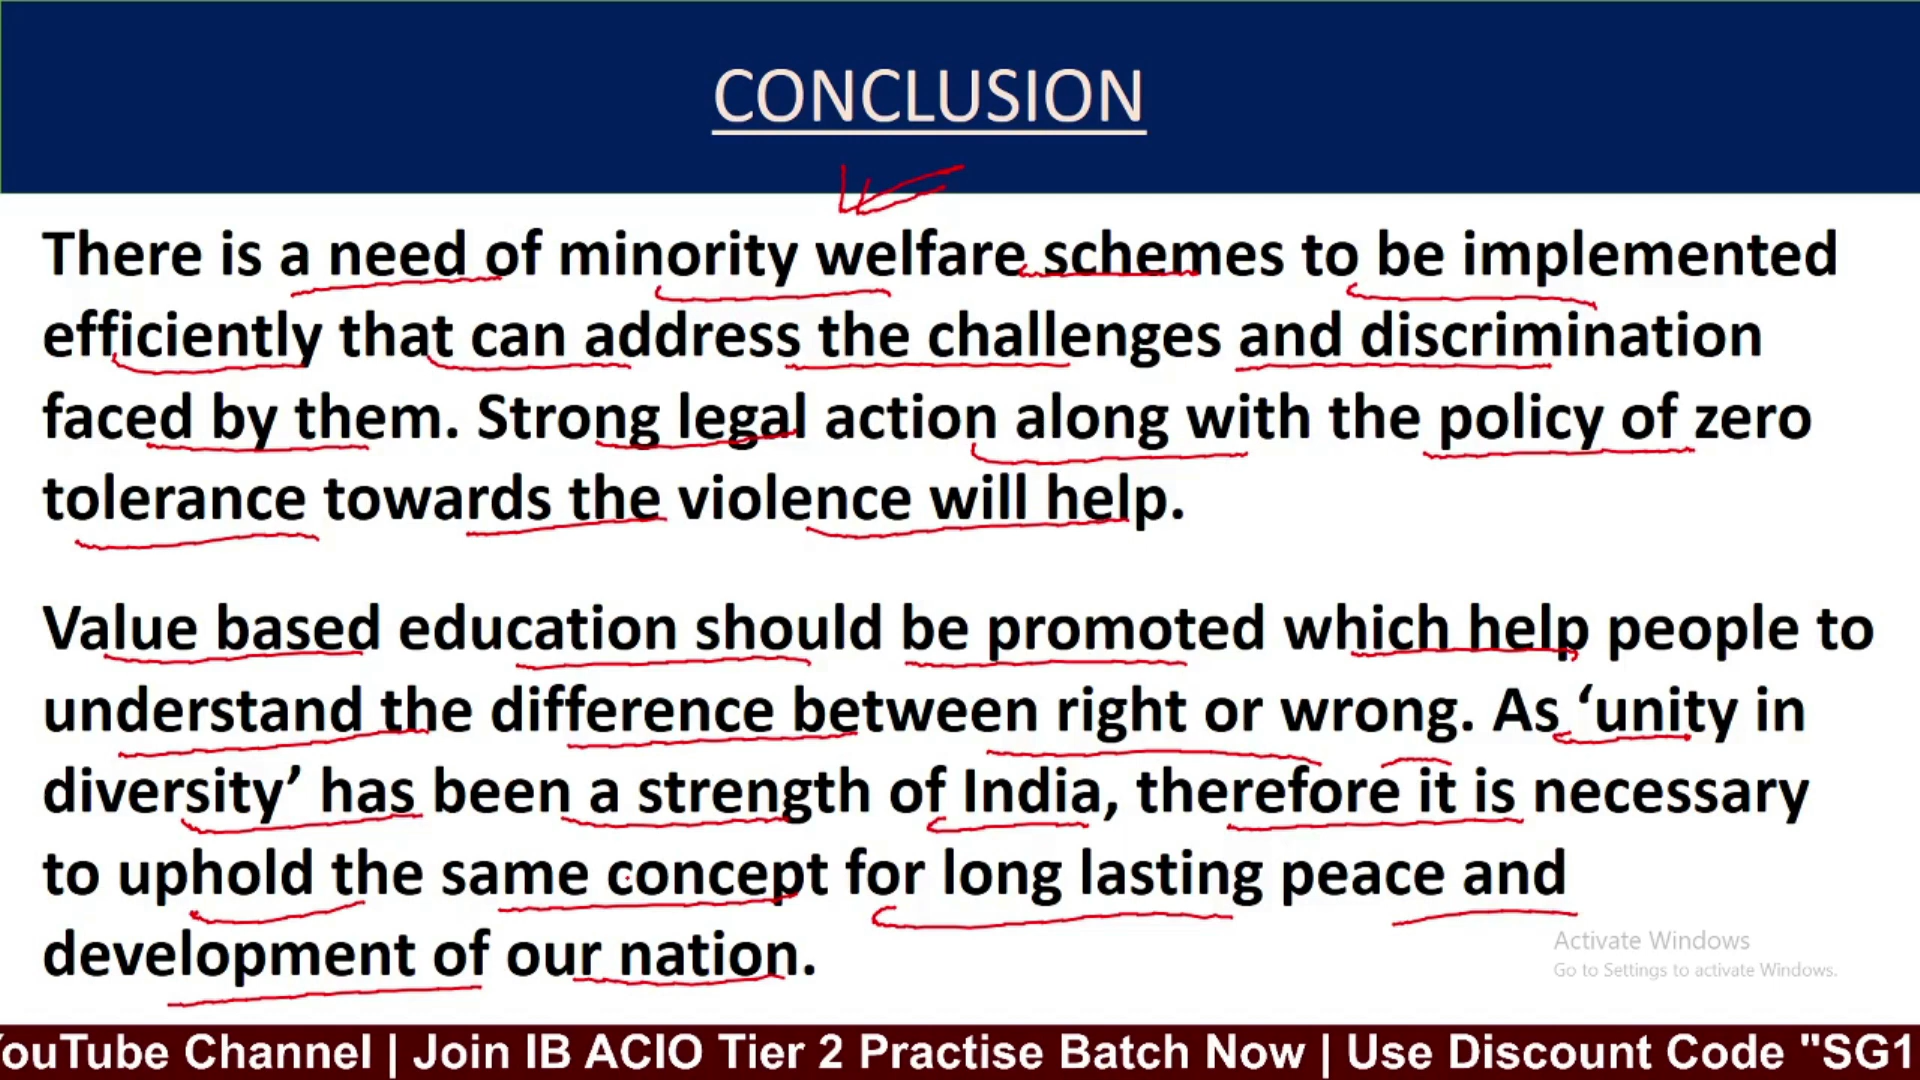 CONCLUSION
There is a need of minority welfare schemes to be implemented
efficiently that can address the challenges and discrimination
faced by them. Strong legal action along with the policy of zero
tolerance towards the violence will help.
Value based education should be promoted which help people to
understand the difference between right or wrong. As ‘unity in
diversity’ has been a strength of India, therefore it is necessary
to uphold the same concept for long lasting peace and
development of our nation.
Activate Windows
Go to Settings to activate Windows.
ouTube Channel | Join IB ACIO Tier 2 Practise Batch Now | Use Discount Code "SG1